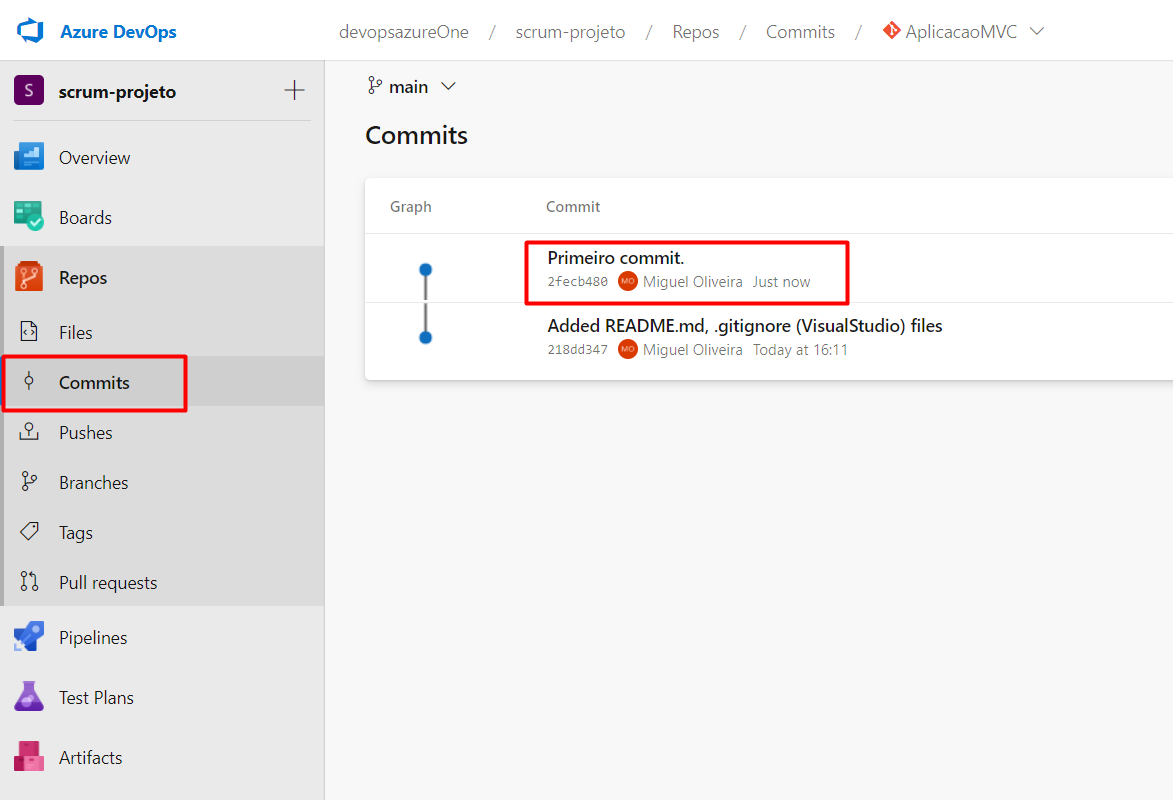 Azure DevOps
devopsazureOne / scrum-projeto / Repos / Commits / AplicacaoMVC
S scrum-projeto
Overview
Boards
Repos
Files
Commits
Pushes
Branches
Tags
Pull requests
Pipelines
Test Plans
Artifacts
main
Commits
Graph Commit
Primeiro commit.
2fecb480 MO Miguel Oliveira Just now
Added README.md, .gitignore (VisualStudio) files
218dd347 MO Miguel Oliveira Today at 16:11